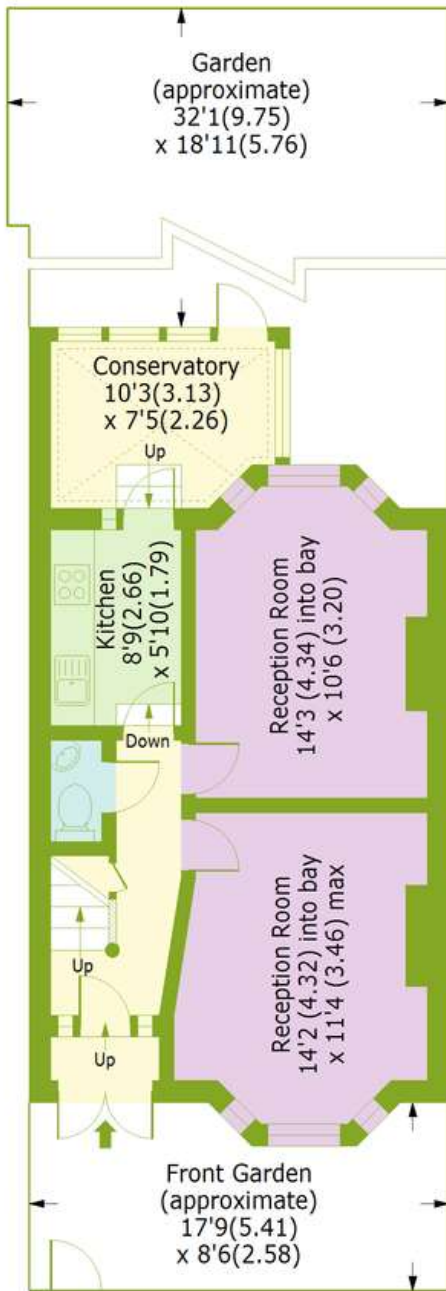 Garden
(approximate)
32'1(9.75)
x 18'11(5.76)
Conservatory
10'3(3.13)
x 7'5(2.26)
Up
Kitchen
8'9(2.66)
x 5'10(1.79)
Reception Room
14'3 (4.34) into bay
x 10'6 (3.20)
Down
Reception Room
14'2 (4.32) into bay
x 11'4 (3.46) max
Up
Up
Front Garden
(approximate)
17'9(5.41)
x 8'6(2.58)